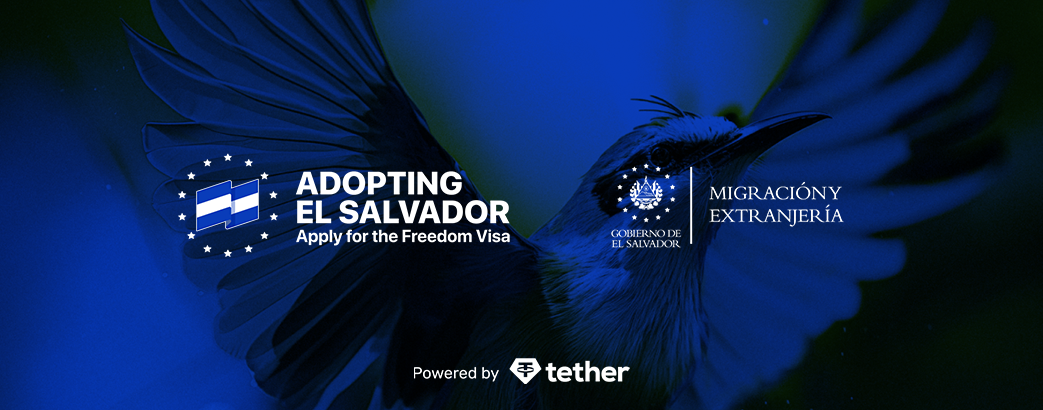 ADOPTING
EL SALVADOR
Apply for the Freedom Visa
GOBIERNO DE
EL SALVADOR
MIGRACIÓN Y
EXTRANJERÍA
Powered by tether